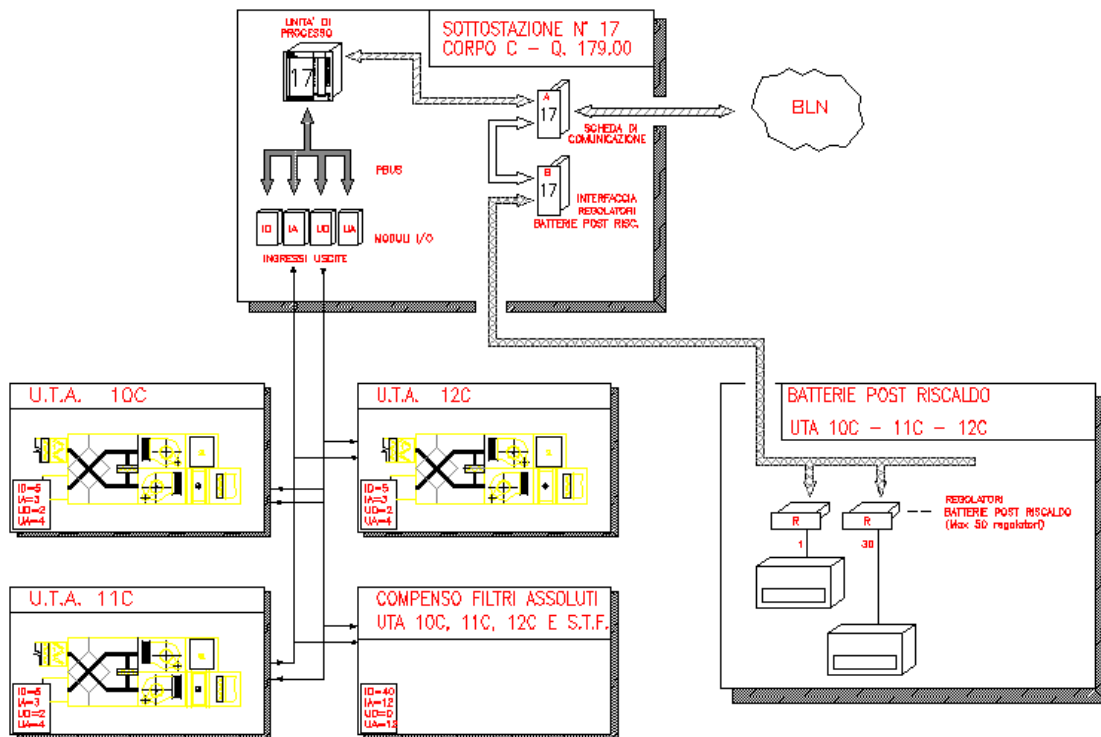 UNITA' DI
PROCESSO
17
SOTTOSTAZIONE N° 17
CORPO C - Q. 179.00
A
17
SCHEDA DI
COMUNICAZIONE
BLN
B
17
INTERFACCIA
REGOLATORI
BATTERIE POST RISC.
PBUS
ID IA UD UA
MODULI I/O
INGRESSI USCITE
U.T.A. 10C
ID=5
IA=3
UD=2
UA=4
U.T.A. 12C
ID=5
IA=3
UD=2
UA=4
BATTERIE POST RISCALDO
UTA 10C - 11C - 12C
R
1
R
30
REGOLATORI
BATTERIE POST RISCALDO
(Max 50 regolatori)
U.T.A. 11C
ID=5
IA=3
UD=2
UA=4
COMPENSO FILTRI ASSOLUTI
UTA 10C, 11C, 12C E S.T.F.
ID=40
IA=12
UD=0
UA=12